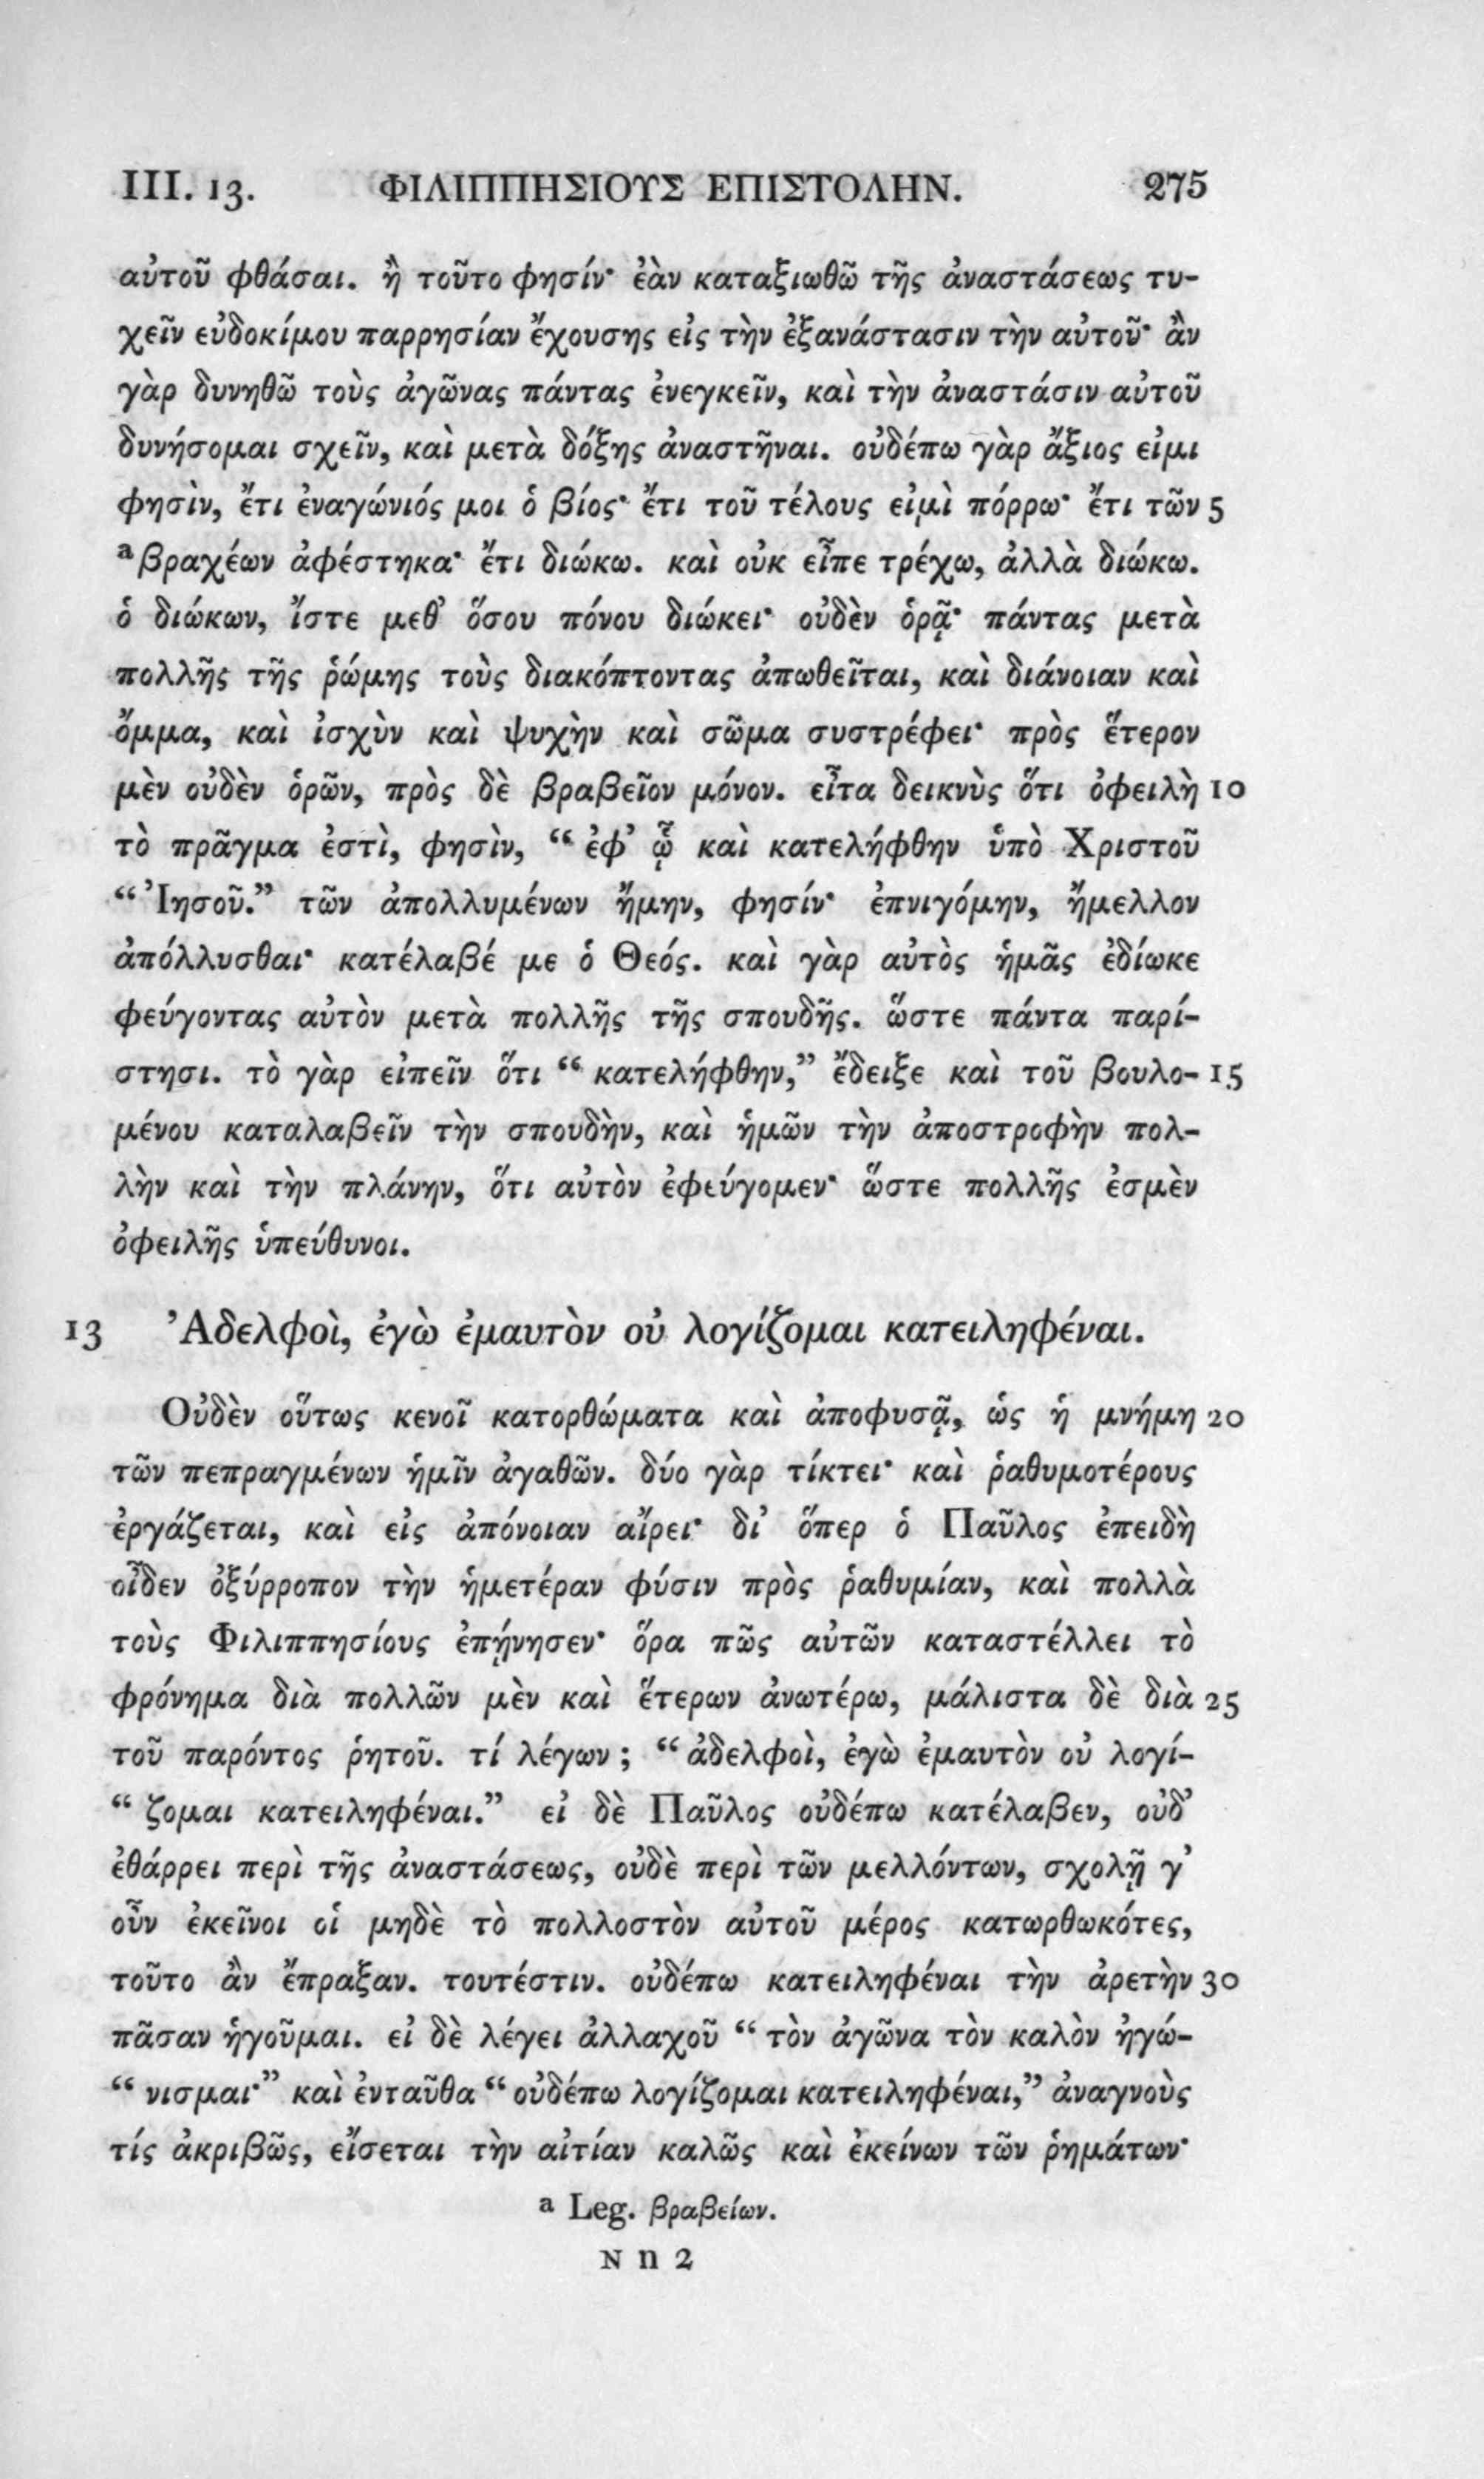 III. 13. ΦΙΛΙΠΠΗΣΙΟΥΣ ΕΠΙΣΤΟΛΗΝ. 275
αὐτοῦ φθάσαι. ἢ τοῦτο φησίν· ἐὰν καταξιωθῶ τῆς ἀναστάσεως τυ-
χεῖν εὐδοκίμου παρρησίαν ἔχουσης εἰς τὴν ἐξανάστασιν τὴν αὐτοῦ· ἂν
γὰρ δυνηθῶ τοὺς ἀγῶνας πάντας ἐνεγκεῖν, καὶ τὴν ἀναστάσιν αὐτοῦ
δυνήσομαι σχεῖν, καὶ μετὰ δόξης ἀναστῆναι. οὐδέπω γὰρ ἄξιος εἰμι
φησὶν, ἔτι ἐναγώνιός μοι ὁ βίος· ἔτι τοῦ τέλους εἰμὶ πόρρω· ἔτι τῶν 5
ᵃ βραχέων ἀφέστηκα· ἔτι διώκω. καὶ οὐκ εἶπε τρέχω, ἀλλὰ διώκω.
ὁ διώκων, ἴστε μεθ’ ὅσου πόνου διώκει· οὐδὲν ὁρᾷ· πάντας μετὰ
πολλῆς τῆς ῥώμης τοὺς διακόπτοντας ἀπωθεῖται, καὶ διάνοιαν καὶ
ὄμμα, καὶ ἰσχὺν καὶ ψυχὴν καὶ σῶμα συστρέφει· πρὸς ἕτερον
μὲν οὐδὲν ὁρῶν, πρὸς δὲ βραβεῖον μόνον. εἶτα δεικνὺς ὅτι ὀφειλὴ 10
τὸ πρᾶγμα ἐστὶ, φησὶν, “ ἐφ’ ᾧ καὶ κατελήφθην ὑπὸ Χριστοῦ
“ Ἰησοῦ.” τῶν ἀπολλυμένων ἤμην, φησίν· ἐπνιγόμην, ἤμελλον
ἀπόλλυσθαι· κατέλαβέ με ὁ Θεός. καὶ γὰρ αὐτὸς ἡμᾶς ἐδίωκε
φεύγοντας αὐτὸν μετὰ πολλῆς τῆς σπουδῆς. ὥστε πάντα παρί-
στησι. τὸ γὰρ εἰπεῖν ὅτι “ κατελήφθην,” ἔδειξε καὶ τοῦ βουλο- 15
μένου καταλαβεῖν τὴν σπουδὴν, καὶ ἡμῶν τὴν ἀποστροφὴν πολ-
λὴν καὶ τὴν πλάνην, ὅτι αὐτὸν ἐφεύγομεν· ὥστε πολλῆς ἐσμὲν
ὀφειλῆς ὑπεύθυνοι.
13 Ἀδελφοὶ, ἐγὼ ἐμαυτὸν οὐ λογίζομαι κατειληφέναι.
Οὐδὲν οὕτως κενοῖ κατορθώματα καὶ ἀποφυσᾷ, ὡς ἡ μνήμη 20
τῶν πεπραγμένων ἡμῖν ἀγαθῶν. δύο γὰρ τίκτει· καὶ ῥαθυμοτέρους
ἐργάζεται, καὶ εἰς ἀπόνοιαν αἴρει· δι’ ὅπερ ὁ Παῦλος ἐπειδὴ
οἶδεν ὀξύρροπον τὴν ἡμετέραν φύσιν πρὸς ῥαθυμίαν, καὶ πολλὰ
τοὺς Φιλιππησίους ἐπῄνησεν· ὅρα πῶς αὐτῶν καταστέλλει τὸ
φρόνημα διὰ πολλῶν μὲν καὶ ἕτερων ἀνωτέρω, μάλιστα δὲ διὰ 25
τοῦ παρόντος ῥητοῦ. τί λέγων ; “ ἀδελφοὶ, ἐγὼ ἐμαυτὸν οὐ λογί-
“ ζομαι κατειληφέναι.” εἰ δὲ Παῦλος οὐδέπω κατέλαβεν, οὐδ’
ἐθάρρει περὶ τῆς ἀναστάσεως, οὐδὲ περὶ τῶν μελλόντων, σχολῇ γ’
οὖν ἐκεῖνοι οἱ μηδὲ τὸ πολλοστὸν αὐτοῦ μέρος κατωρθωκότες,
τοῦτο ἂν ἔπραξαν. τουτέστιν. οὐδέπω κατειληφέναι τὴν ἀρετὴν 30
πᾶσαν ἡγοῦμαι. εἰ δὲ λέγει ἀλλαχοῦ “ τὸν ἀγῶνα τὸν καλὸν ἠγώ-
“ νισμαι·” καὶ ἐνταῦθα “ οὐδέπω λογίζομαι κατειληφέναι,” ἀναγνοὺς
τίς ἀκριβῶς, εἴσεται τὴν αἰτίαν καλῶς καὶ ἐκείνων τῶν ῥημάτων·
ᵃ Leg. βραβείων.
N n 2